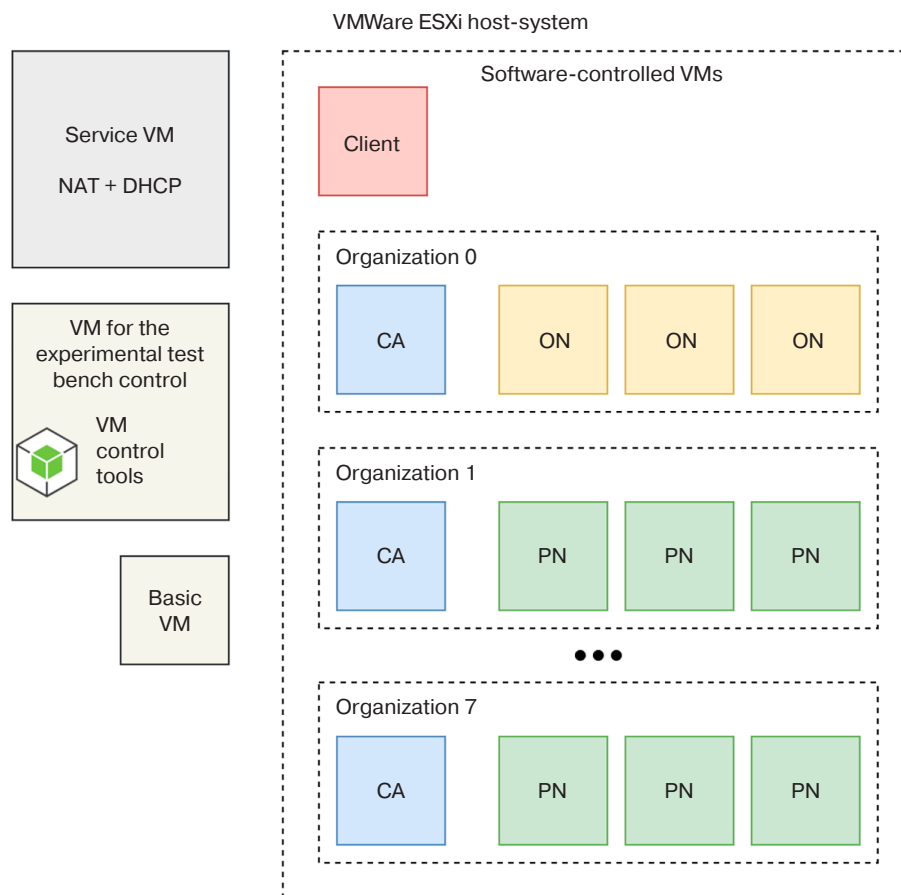 VMWare ESXi host-system
Service VM
NAT + DHCP
VM for the
experimental test
bench control
VM
control
tools
Basic
VM
Software-controlled VMs
Client
Organization 0
CA
ON
ON
ON
Organization 1
CA
PN
PN
PN
Organization 7
CA
PN
PN
PN